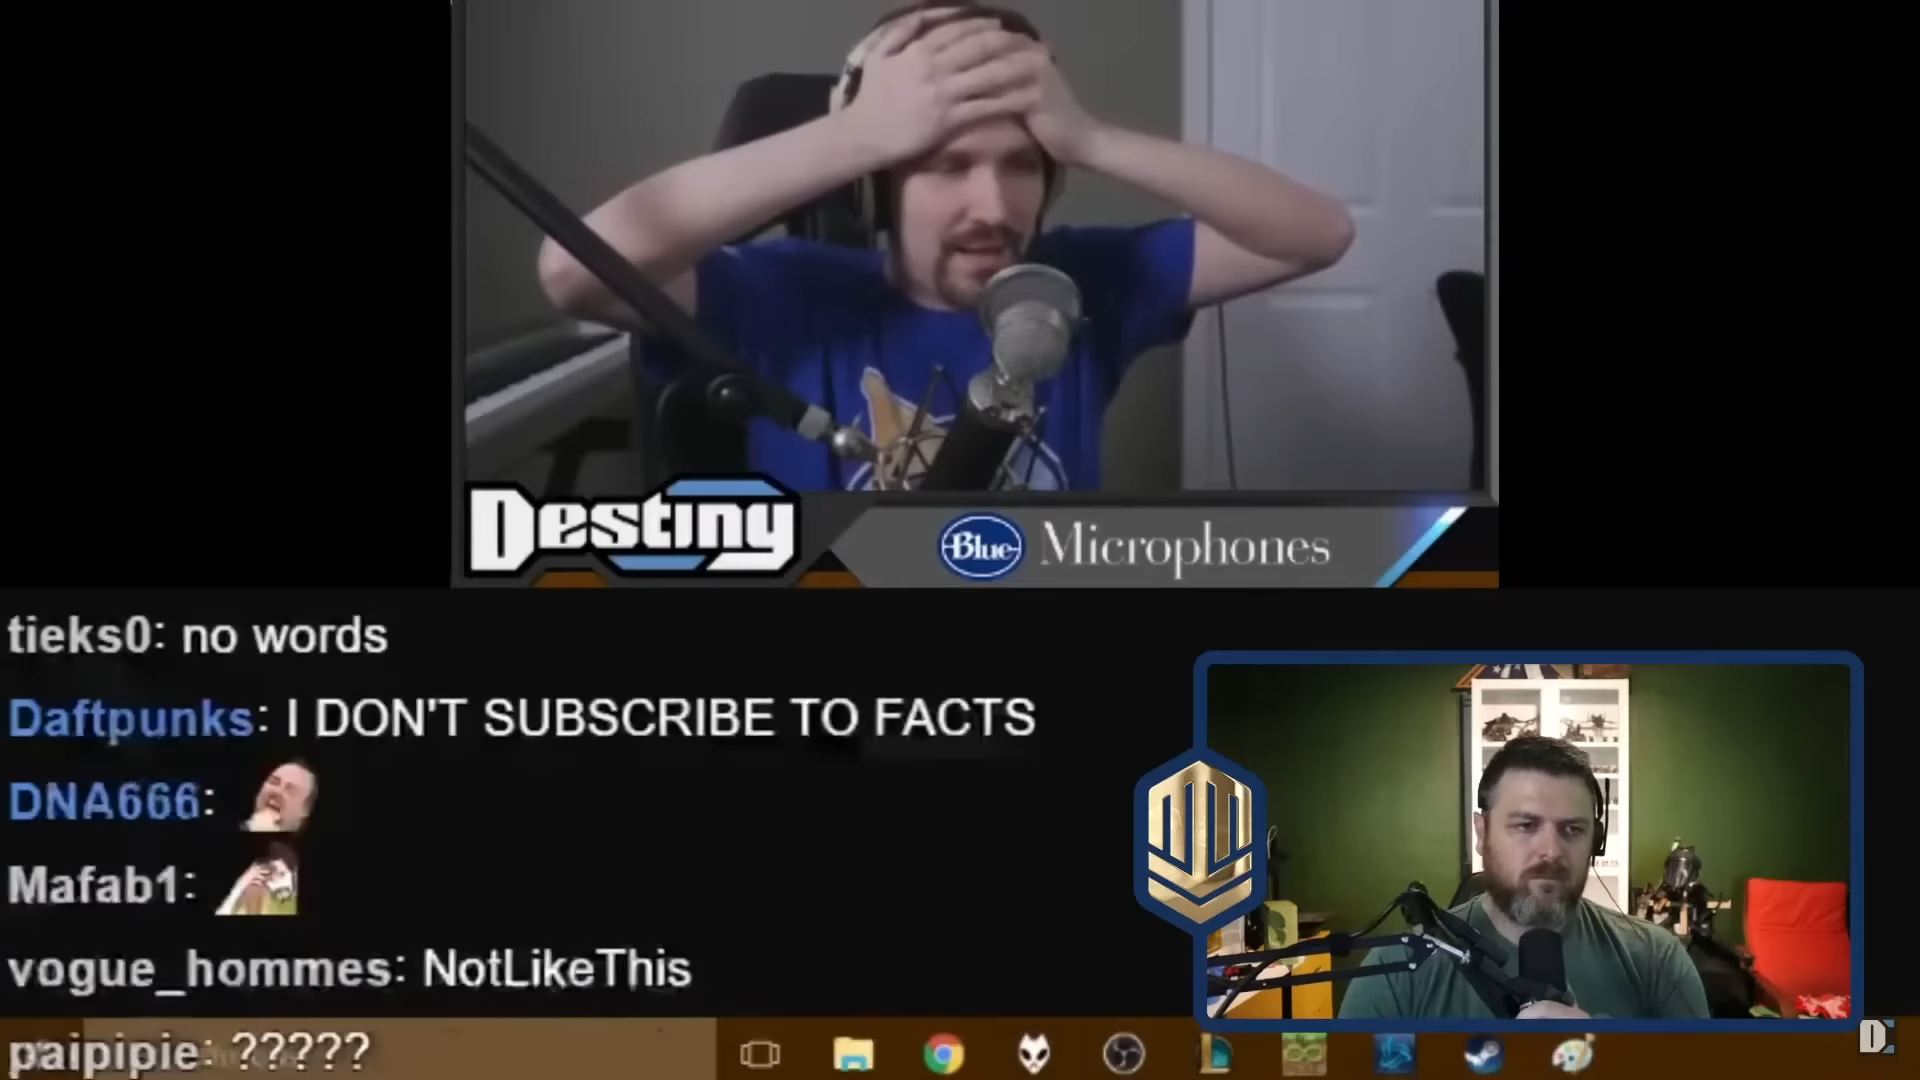 Destiny
Blue Microphones
tieks0: no words
Daftpunks: I DON'T SUBSCRIBE TO FACTS
DNA666:
Mafab1:
vogue_hommes: NotLikeThis
paipipie: ?????
D